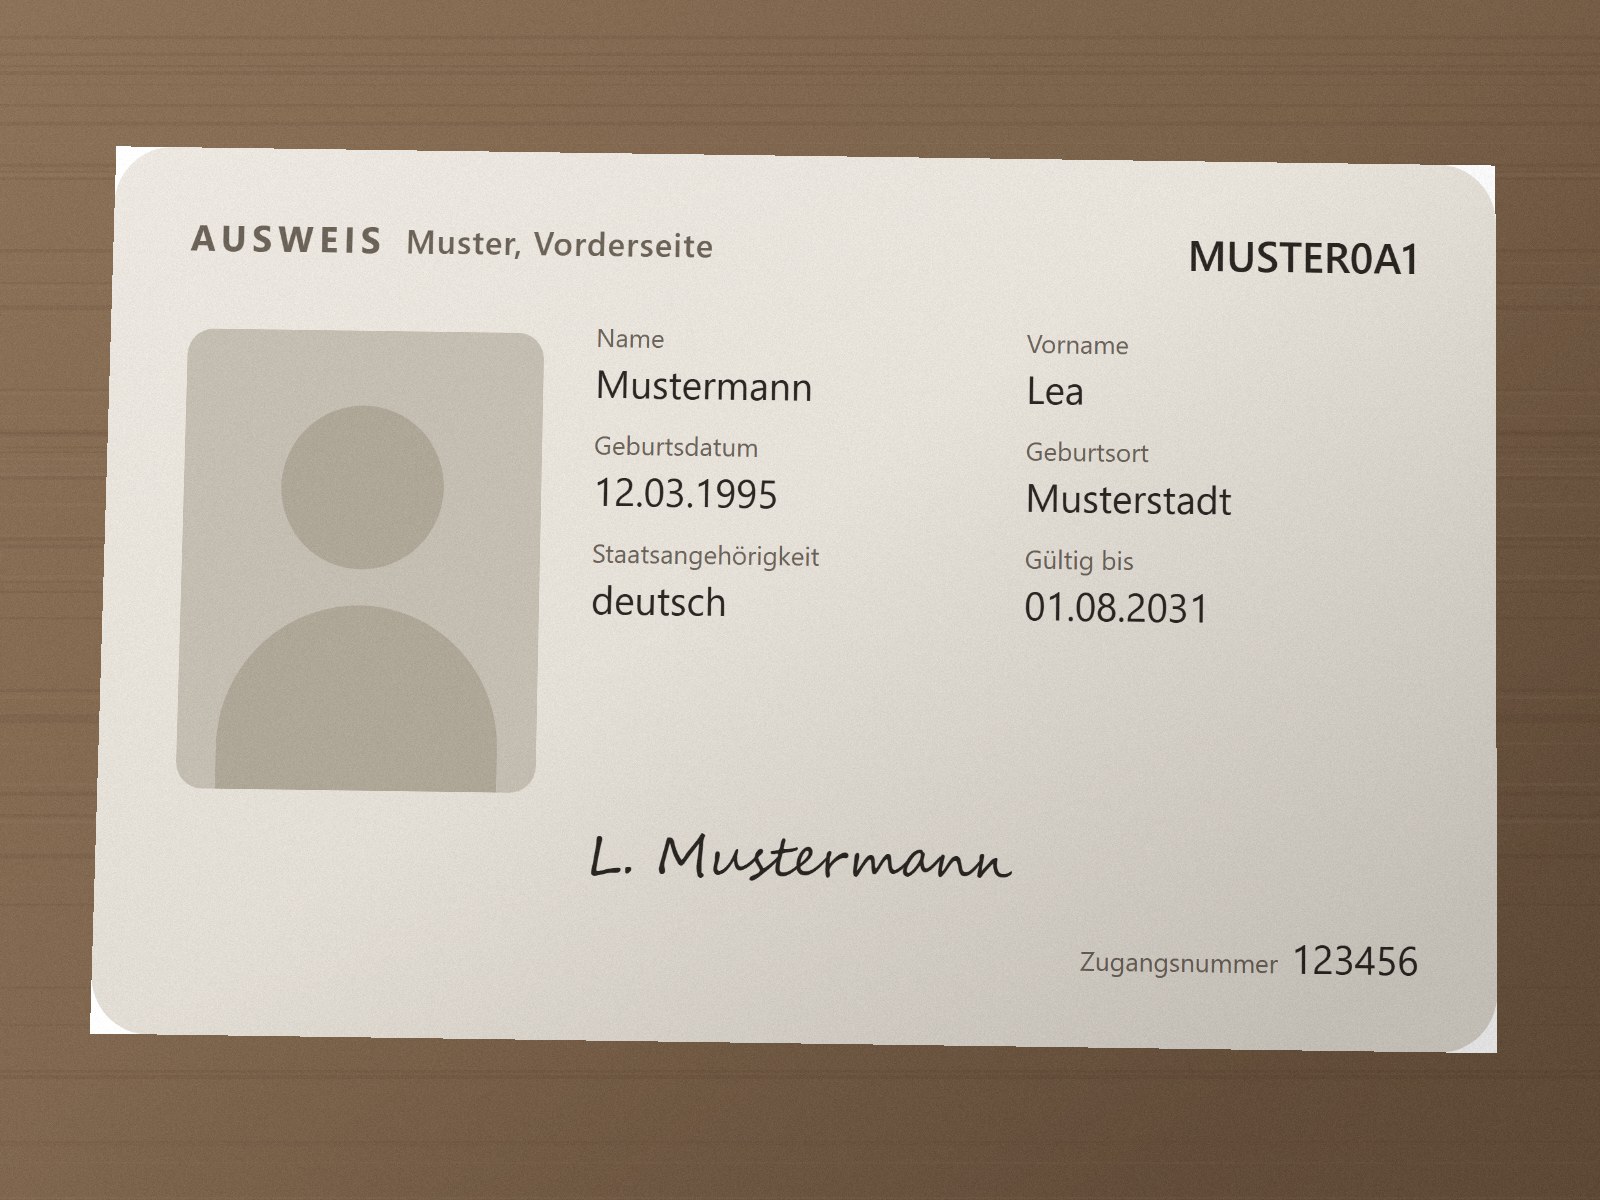 AUSWEIS Muster, Vorderseite
MUSTER0A1
Name
Mustermann
Vorname
Lea
Geburtsdatum
12.03.1995
Geburtsort
Musterstadt
Staatsangehörigkeit
deutsch
Gültig bis
01.08.2031
L. Mustermann
Zugangsnummer 123456